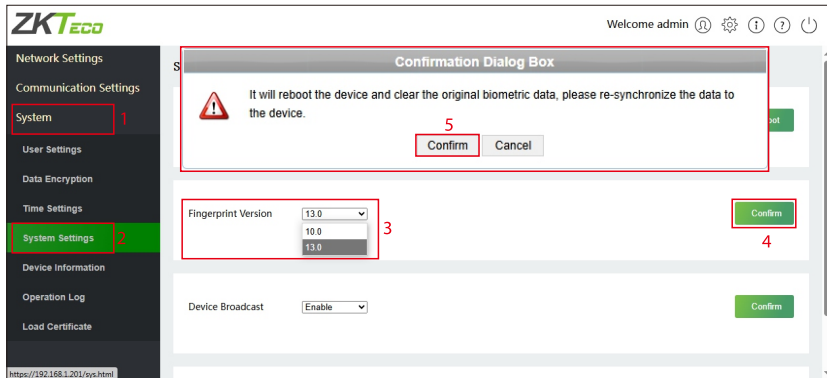 ZKTECO
Welcome admin
Network Settings
Communication Settings
System
1
User Settings
Data Encryption
Time Settings
System Settings
2
Device Information
Operation Log
Load Certificate
https://192.168.1.201/sys.html
S
Confirmation Dialog Box
It will reboot the device and clear the original biometric data, please re-synchronize the data to
the device.
5
Confirm
Cancel
oot
Fingerprint Version
13.0
10.0
13.0
3
Confirm
4
Device Broadcast
Enable
Confirm